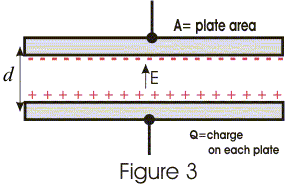 A= plate area
d
E
Q=charge
on each plate
Figure 3